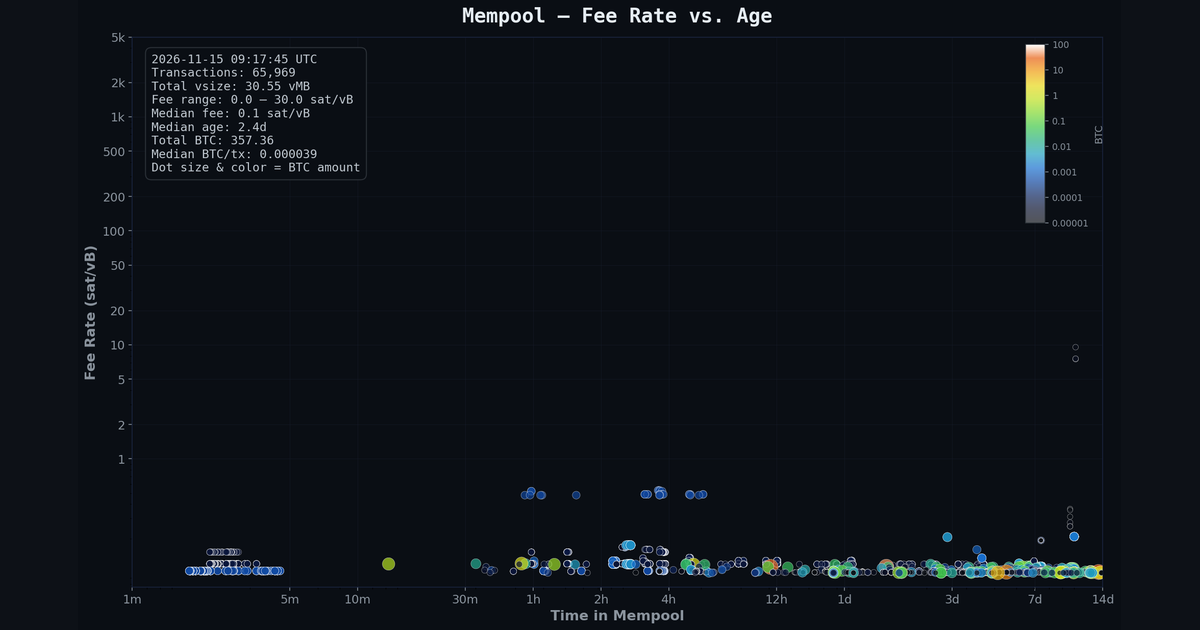 Mempool — Fee Rate vs. Age
2026-11-15 09:17:45 UTC
Transactions: 65,969
Total vsize: 30.55 vMB
Fee range: 0.0 — 30.0 sat/vB
Median fee: 0.1 sat/vB
Median age: 2.4d
Total BTC: 357.36
Median BTC/tx: 0.000039
Dot size & color = BTC amount
5k
2k
1k
500
200
100
50
20
10
5
2
1
Fee Rate (sat/vB)
100
10
1
0.1
0.01
0.001
0.0001
0.00001
BTC
1m 5m 10m 30m 1h 2h 4h 12h 1d 3d 7d 14d
Time in Mempool